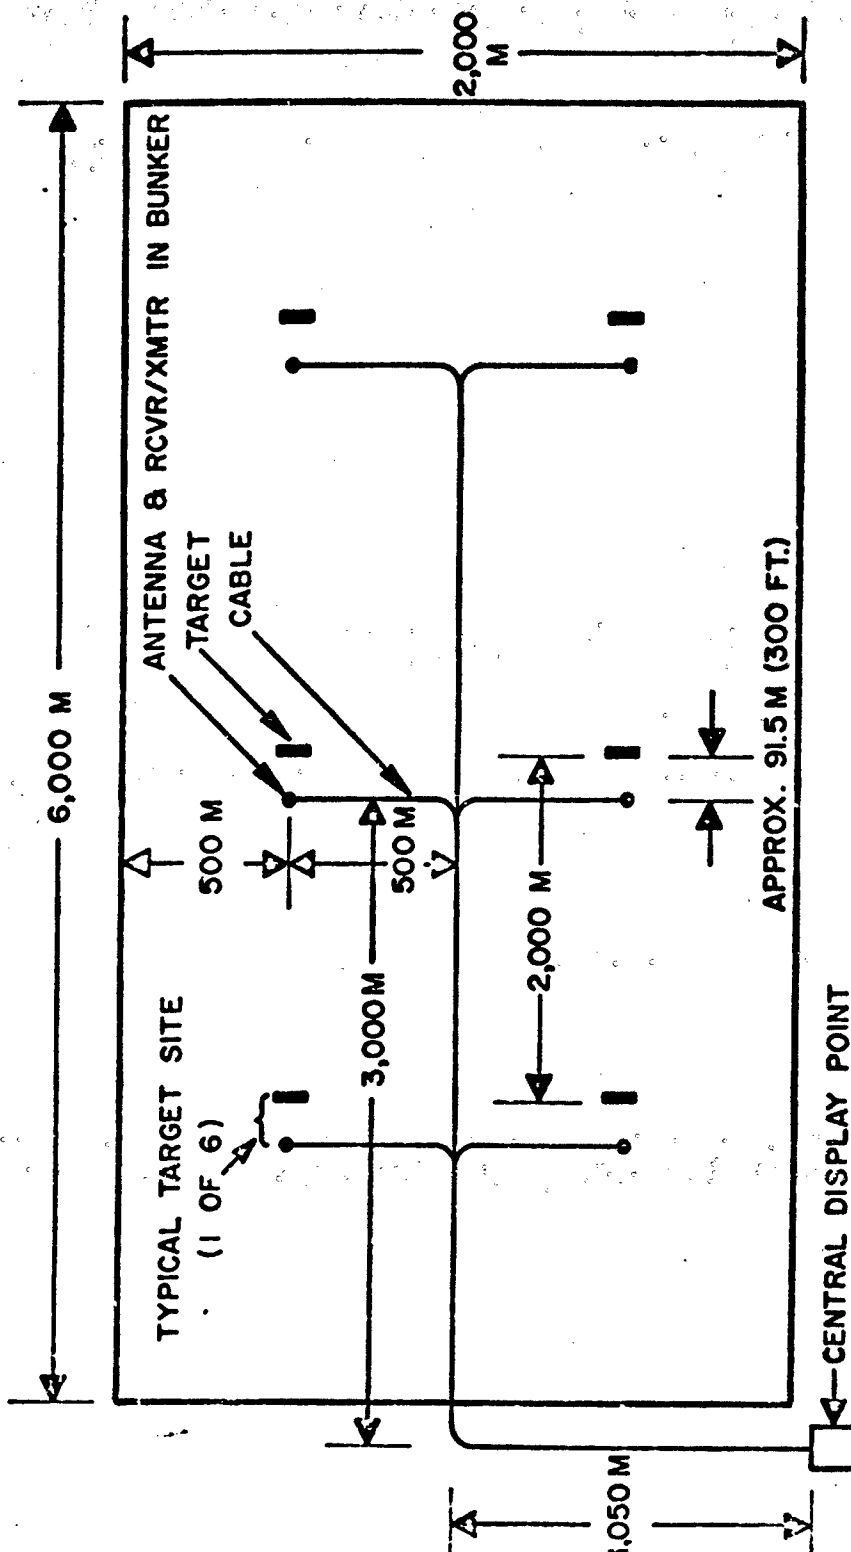 6,000 M
2,000
M
ANTENNA & RCVR/XMTR IN BUNKER
TARGET
CABLE
500 M
500 M
TYPICAL TARGET SITE
(1 OF 6)
3,000 M
2,000 M
APPROX. 91.5 M (300 FT.)
CENTRAL DISPLAY POINT
,050 M